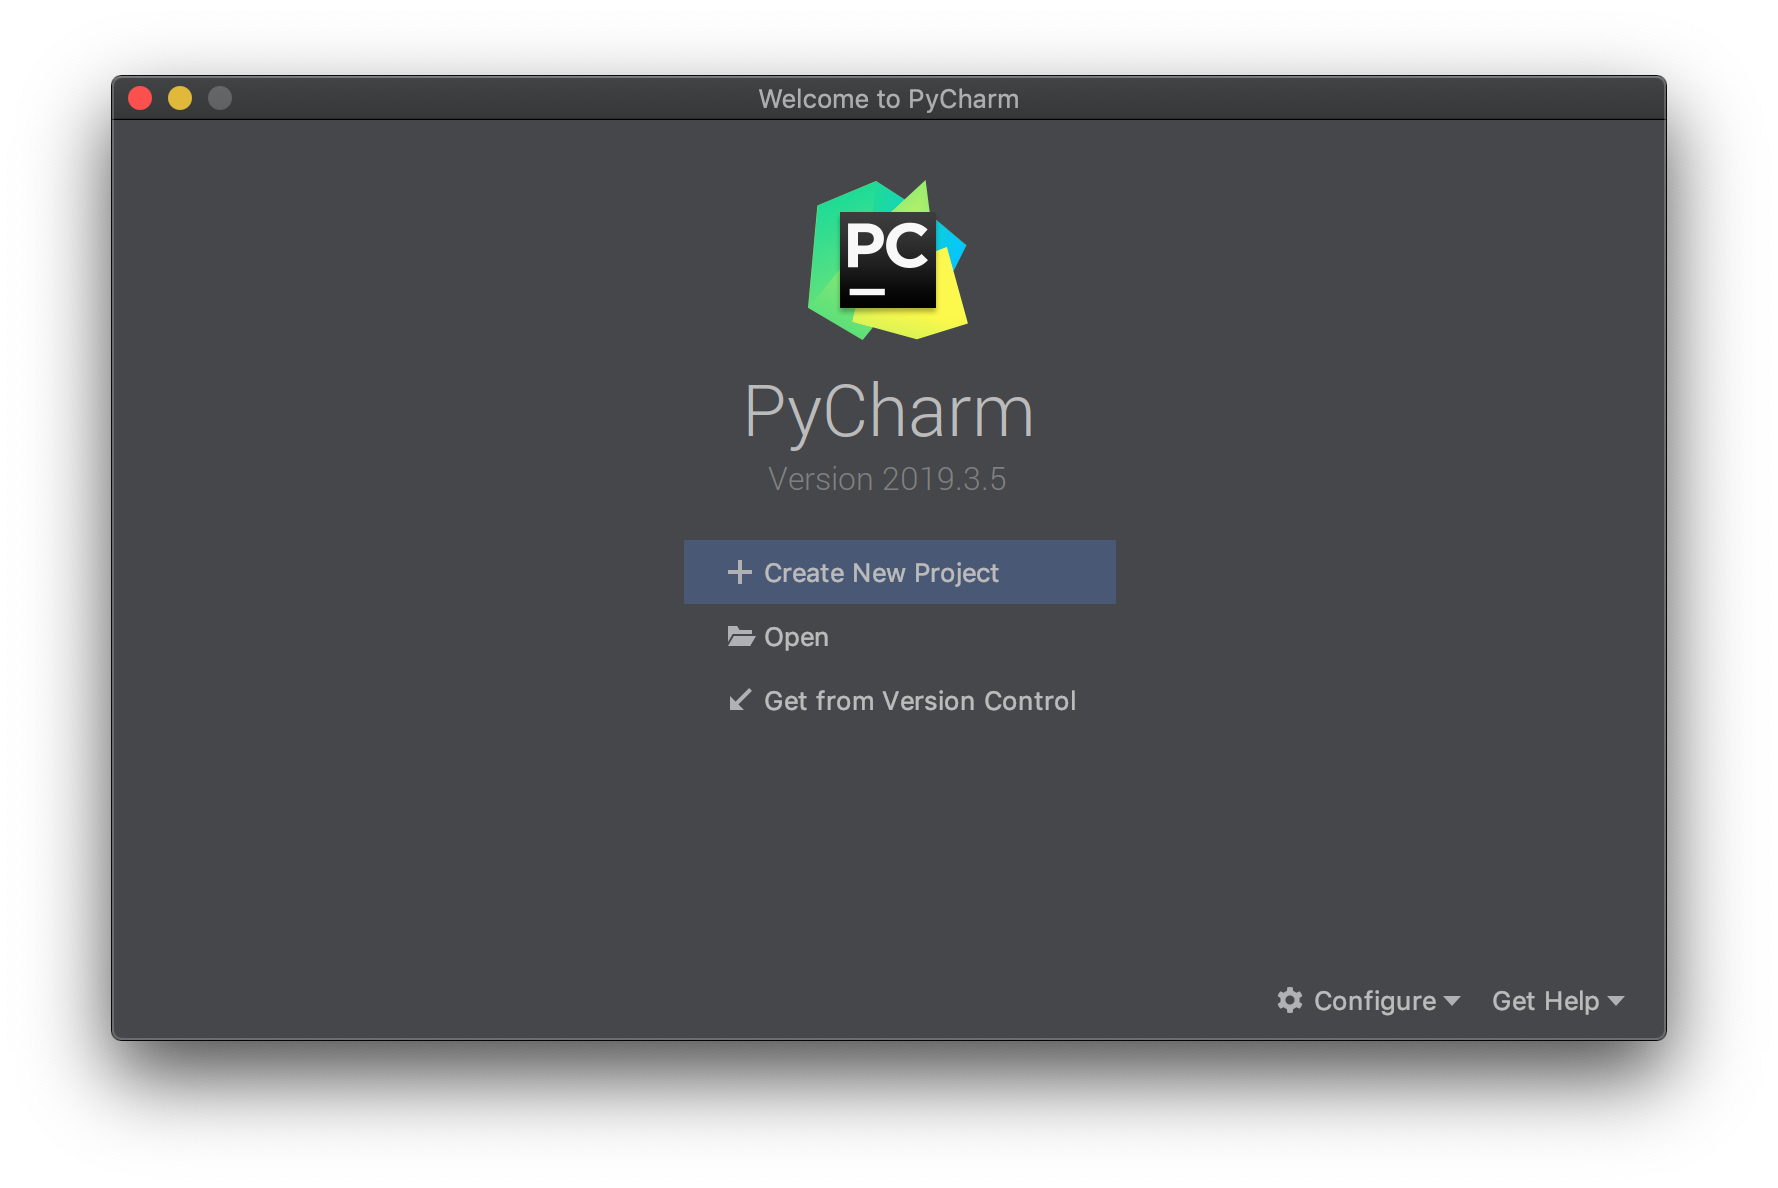 Welcome to PyCharm
PC
PyCharm
Version 2019.3.5
Create New Project
Open
Get from Version Control
Configure
Get Help